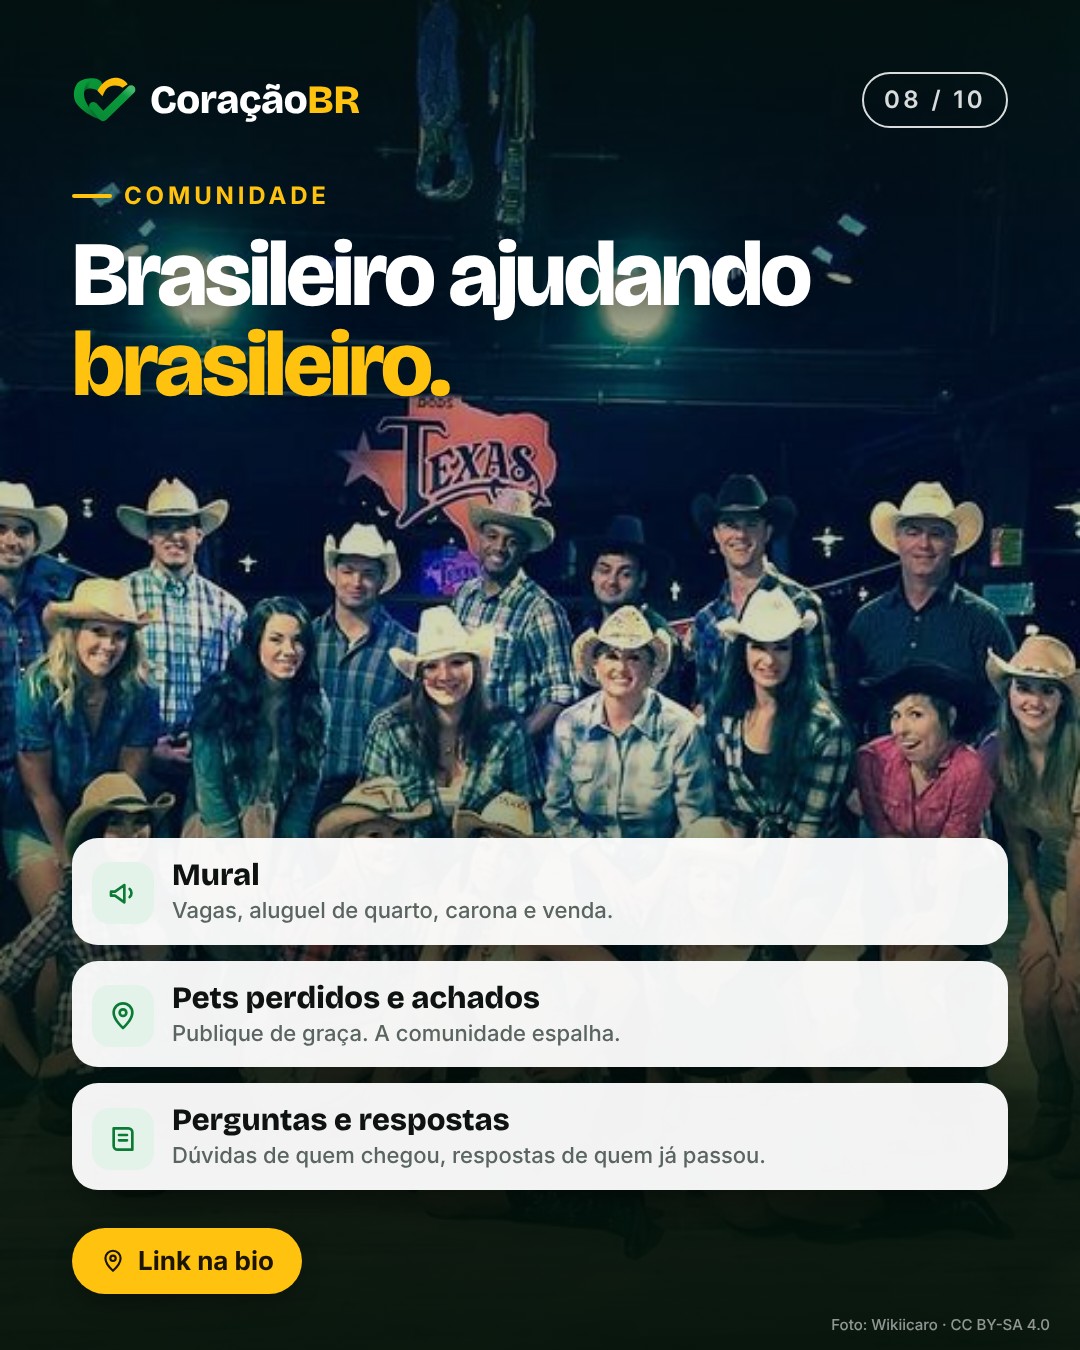 CoraçãoBR
08 / 10
COMUNIDADE
Brasileiro ajudando
brasileiro.
TEXAS
Texas
Mural
Vagas, aluguel de quarto, carona e venda.
Pets perdidos e achados
Publique de graça. A comunidade espalha.
Perguntas e respostas
Dúvidas de quem chegou, respostas de quem já passou.
Link na bio
Foto: Wikiicaro · CC BY-SA 4.0